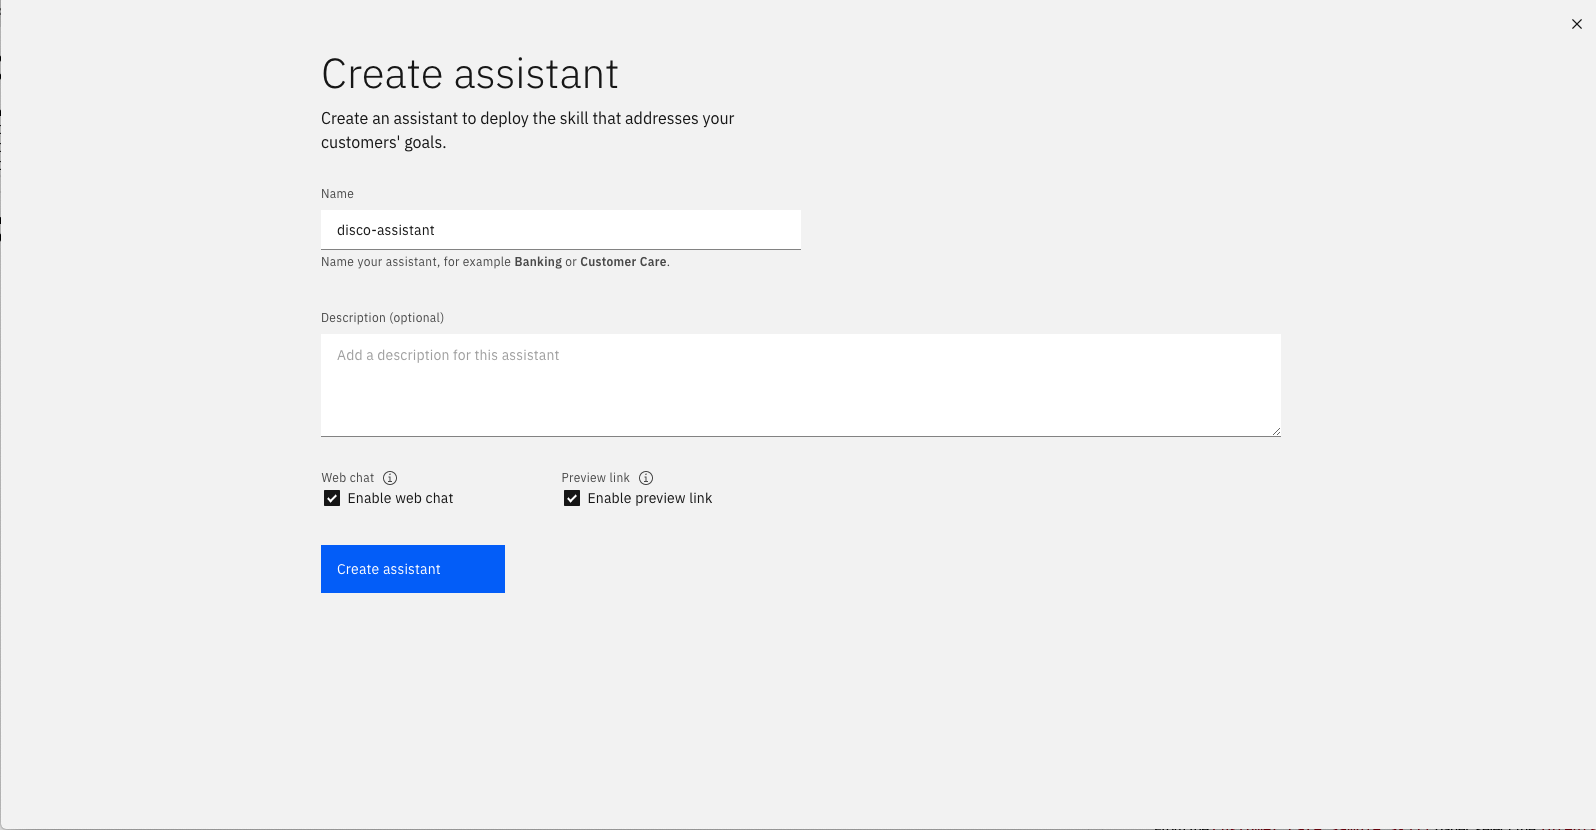 Create assistant
Create an assistant to deploy the skill that addresses your
customers' goals.
Name
disco-assistant
Name your assistant, for example Banking or Customer Care.
Description (optional)
Add a description for this assistant
Web chat
Preview link
Enable web chat
Enable preview link
Create assistant